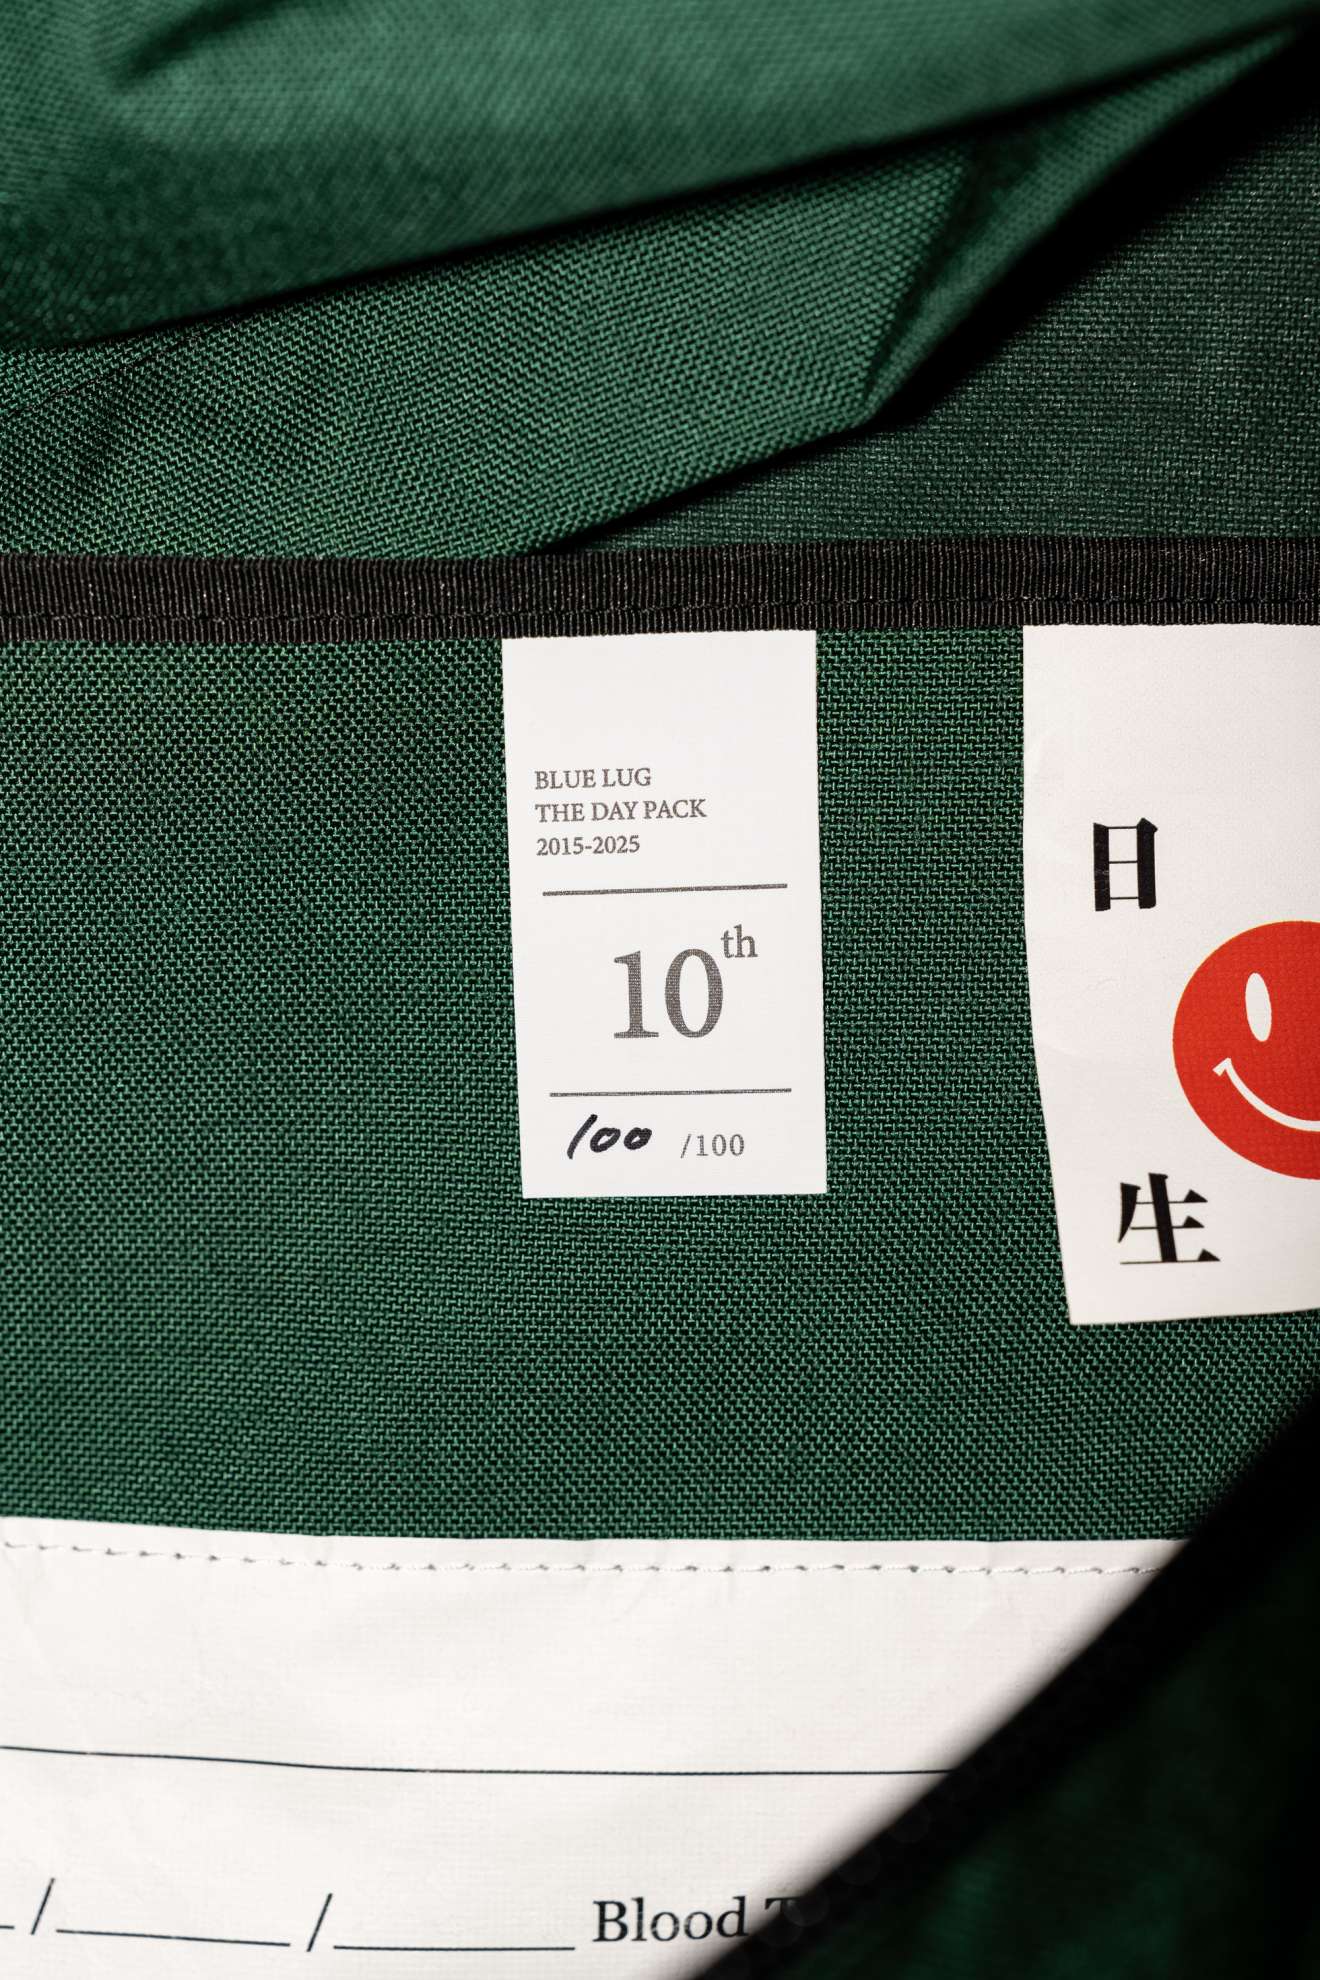 BLUE LUG
THE DAY PACK
2015-2025
10th
100 /100
日
生
/ /
Blood